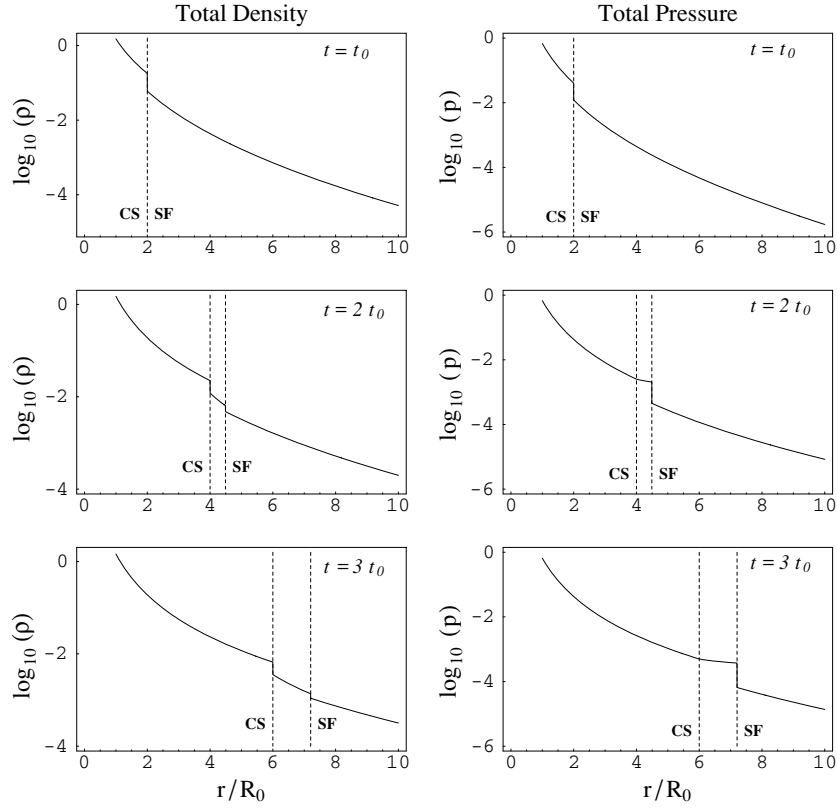 Total Density
Total Pressure
t = t0
t = t0
log10 (ρ)
log10 (p)
0
-2
-4
0
-2
-4
-6
CS SF
CS SF
0 2 4 6 8 10
0 2 4 6 8 10
t = 2 t0
t = 2 t0
log10 (ρ)
log10 (p)
0
-2
-4
0
-2
-4
-6
CS SF
CS SF
0 2 4 6 8 10
0 2 4 6 8 10
t = 3 t0
t = 3 t0
log10 (ρ)
log10 (p)
0
-2
-4
0
-2
-4
-6
CS SF
CS SF
0 2 4 6 8 10
0 2 4 6 8 10
r/R0
r/R0